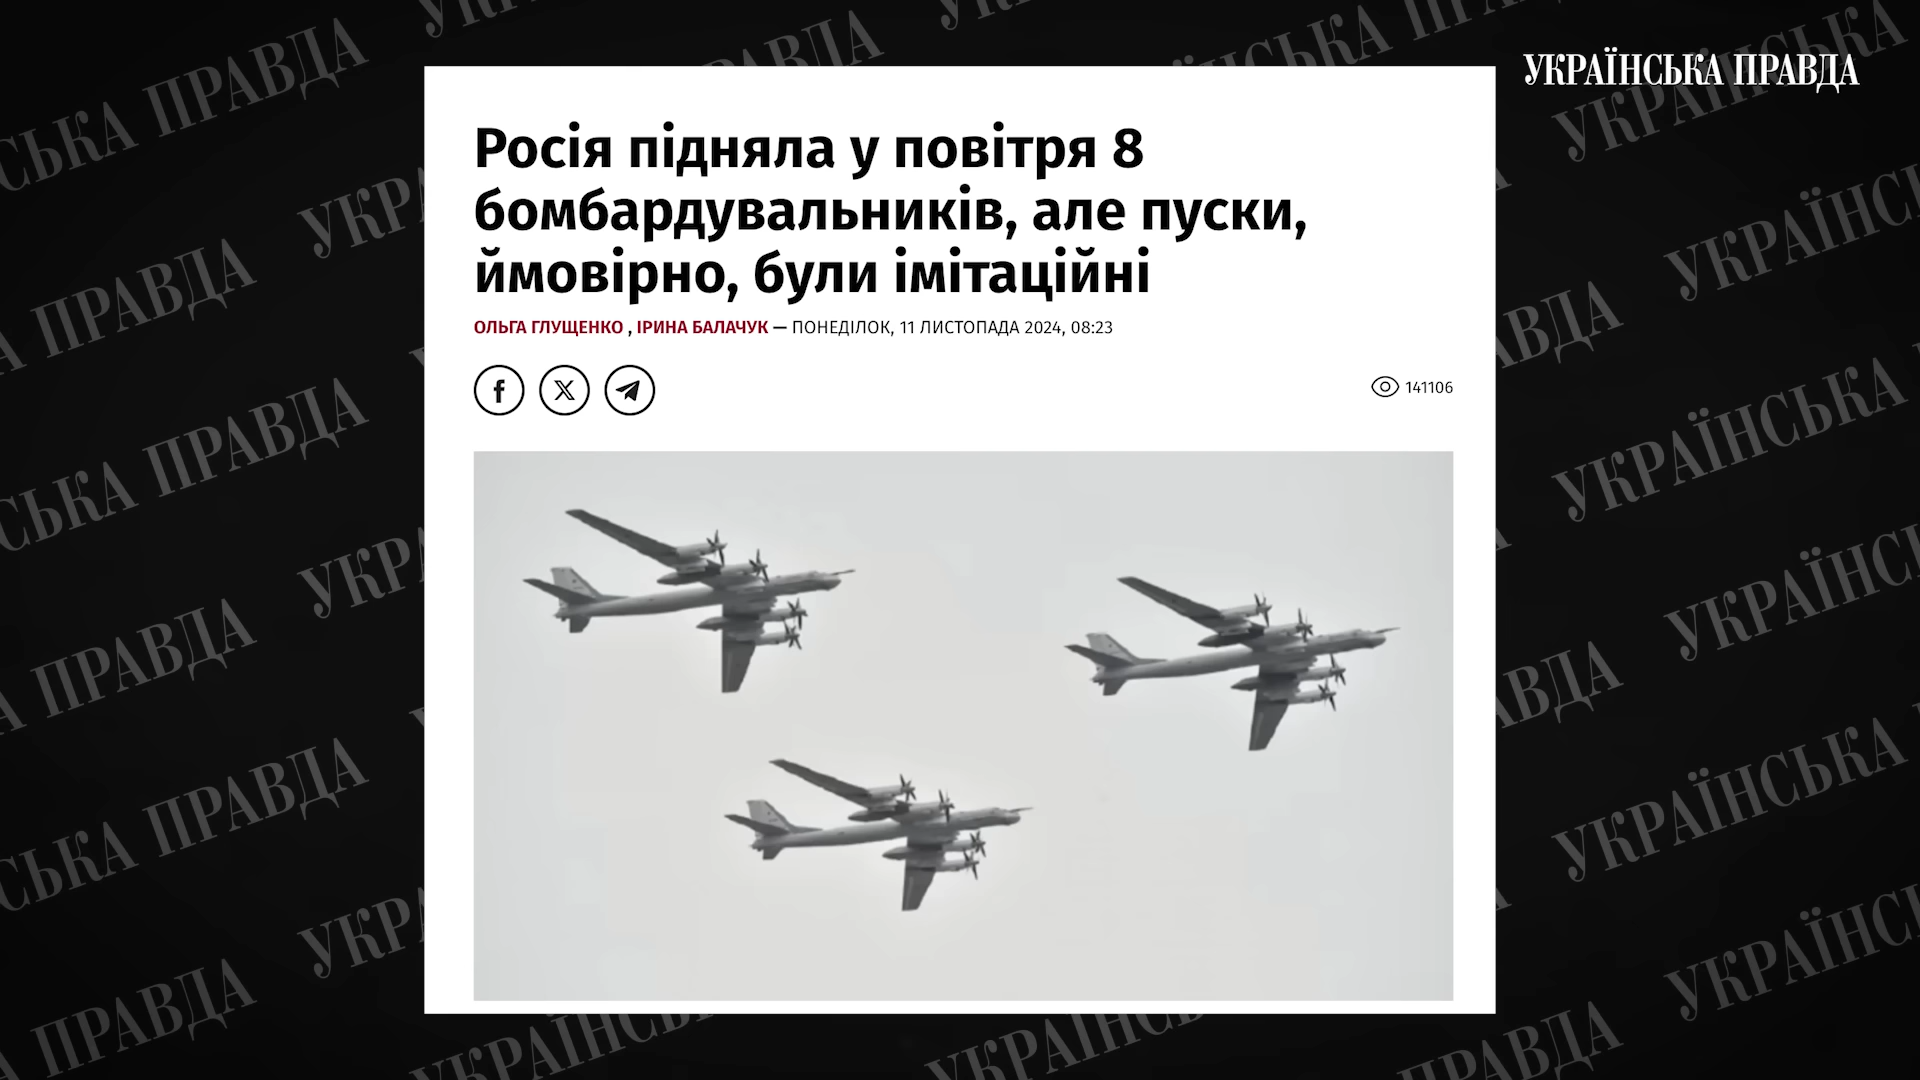 УКРАЇНСЬКА ПРАВДА
Росія підняла у повітря 8
бомбардувальників, але пуски,
ймовірно, були імітаційні
ОЛЬГА ГЛУЩЕНКО , ІРИНА БАЛАЧУК — ПОНЕДІЛОК, 11 ЛИСТОПАДА 2024, 08:23
141106